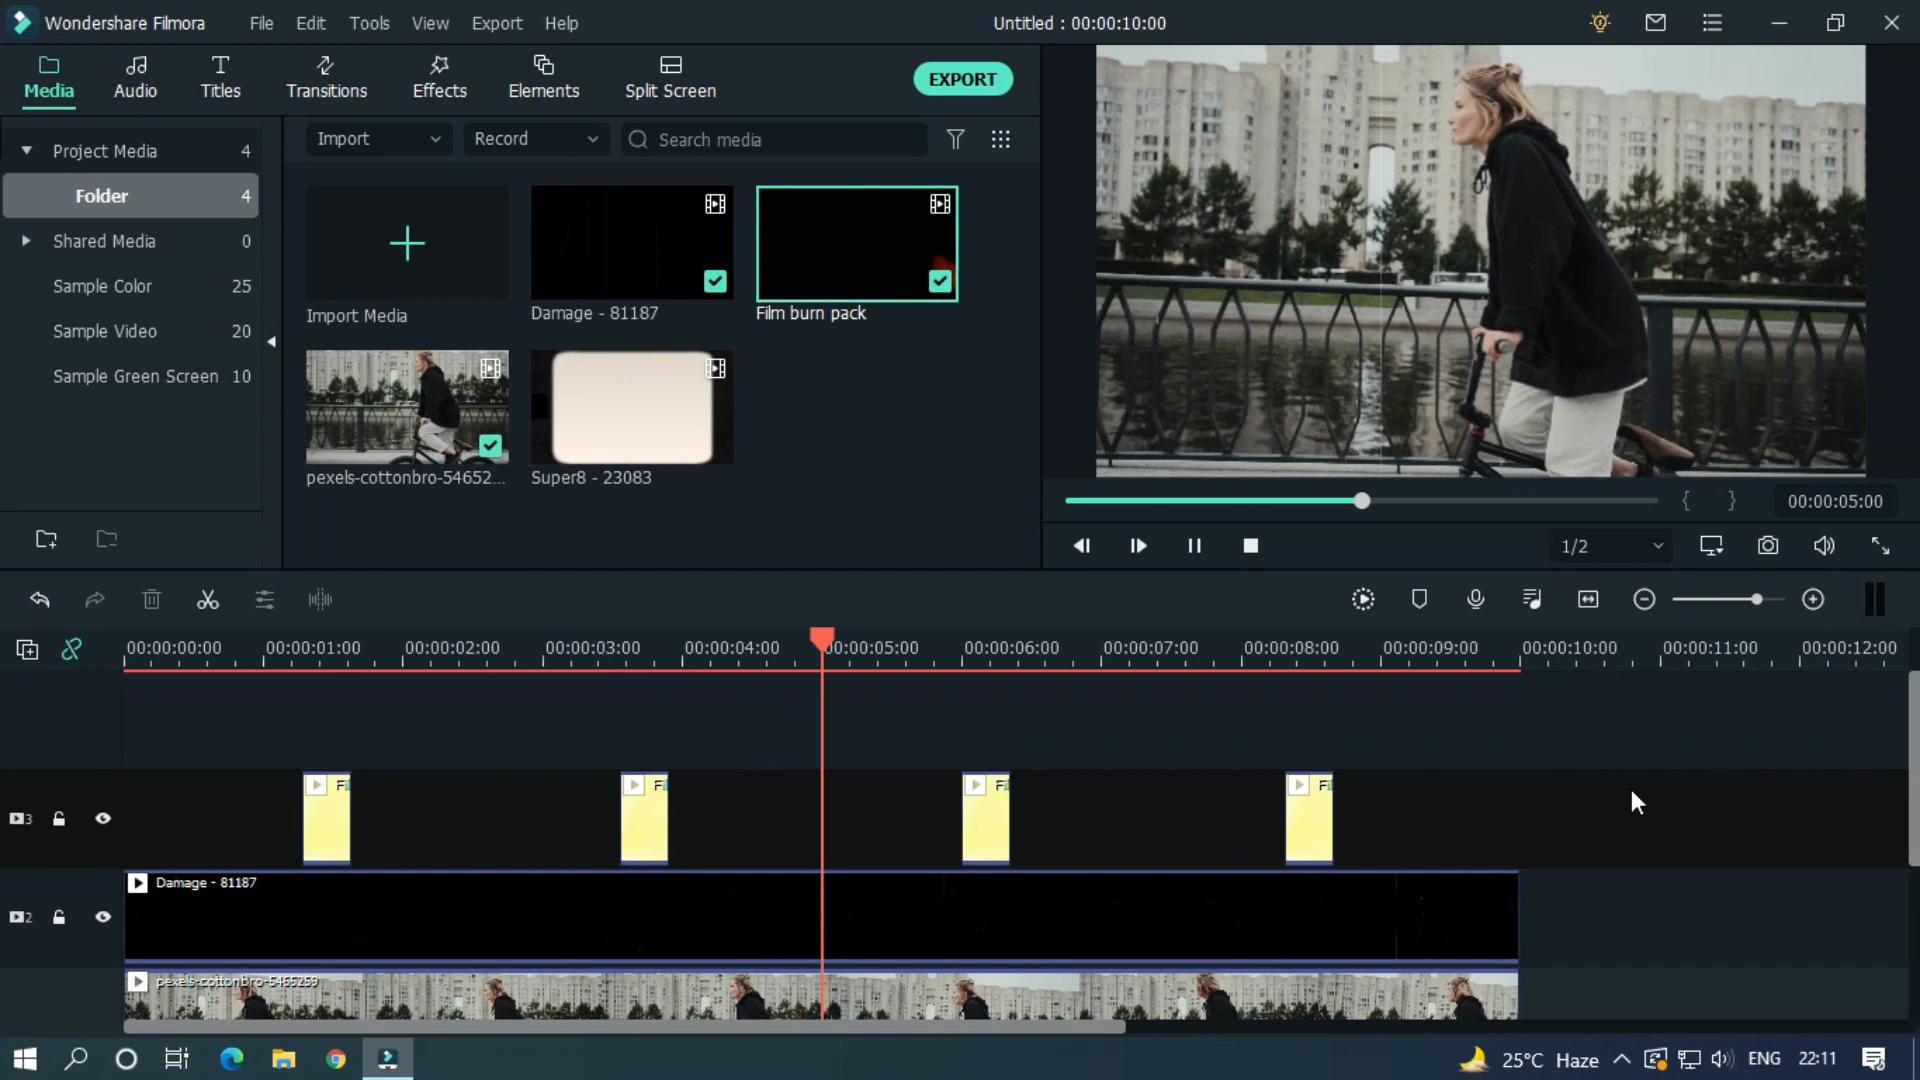 Wondershare Filmora File Edit Tools View Export Help Untitled : 00:00:10:00
Media Audio Titles Transitions Effects Elements Split Screen EXPORT
Import Record Search media
Project Media 4
Folder 4
Shared Media 0
Sample Color 25
Sample Video 20
Sample Green Screen 10
Import Media Damage - 81187 Film burn pack
pexels-cottonbro-54652... Super8 - 23083
{ } 00:00:05:00
1/2
00:00:00:00 00:00:01:00 00:00:02:00 00:00:03:00 00:00:04:00 00:00:05:00 00:00:06:00 00:00:07:00 00:00:08:00 00:00:09:00 00:00:10:00 00:00:11:00 00:00:12:00
3 Fil Fil Fil Fil
Damage - 81187
2
pexels-cottonbro-5465259
25°C Haze ENG 22:11